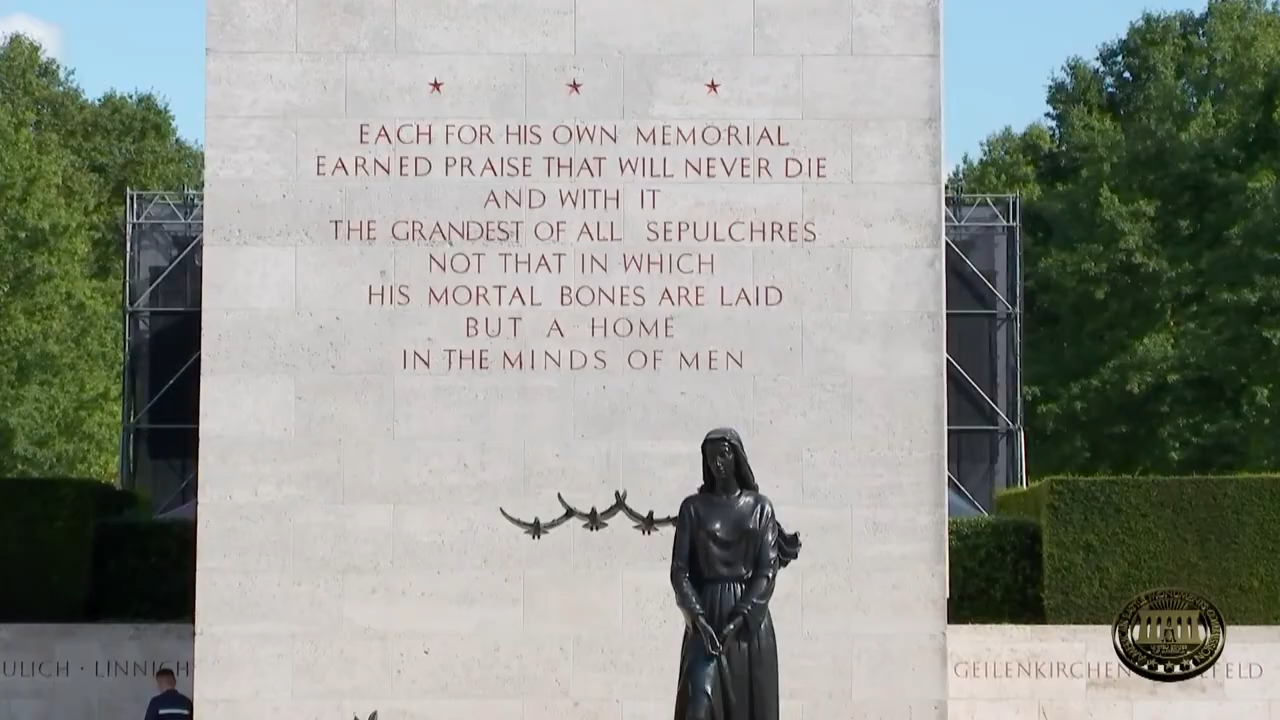 EACH FOR HIS OWN MEMORIAL
EARNED PRAISE THAT WILL NEVER DIE
AND WITH IT
THE GRANDEST OF ALL SEPULCHRES
NOT THAT IN WHICH
HIS MORTAL BONES ARE LAID
BUT A HOME
IN THE MINDS OF MEN
ULICH · LINNICH
GEILENKIRCHEN